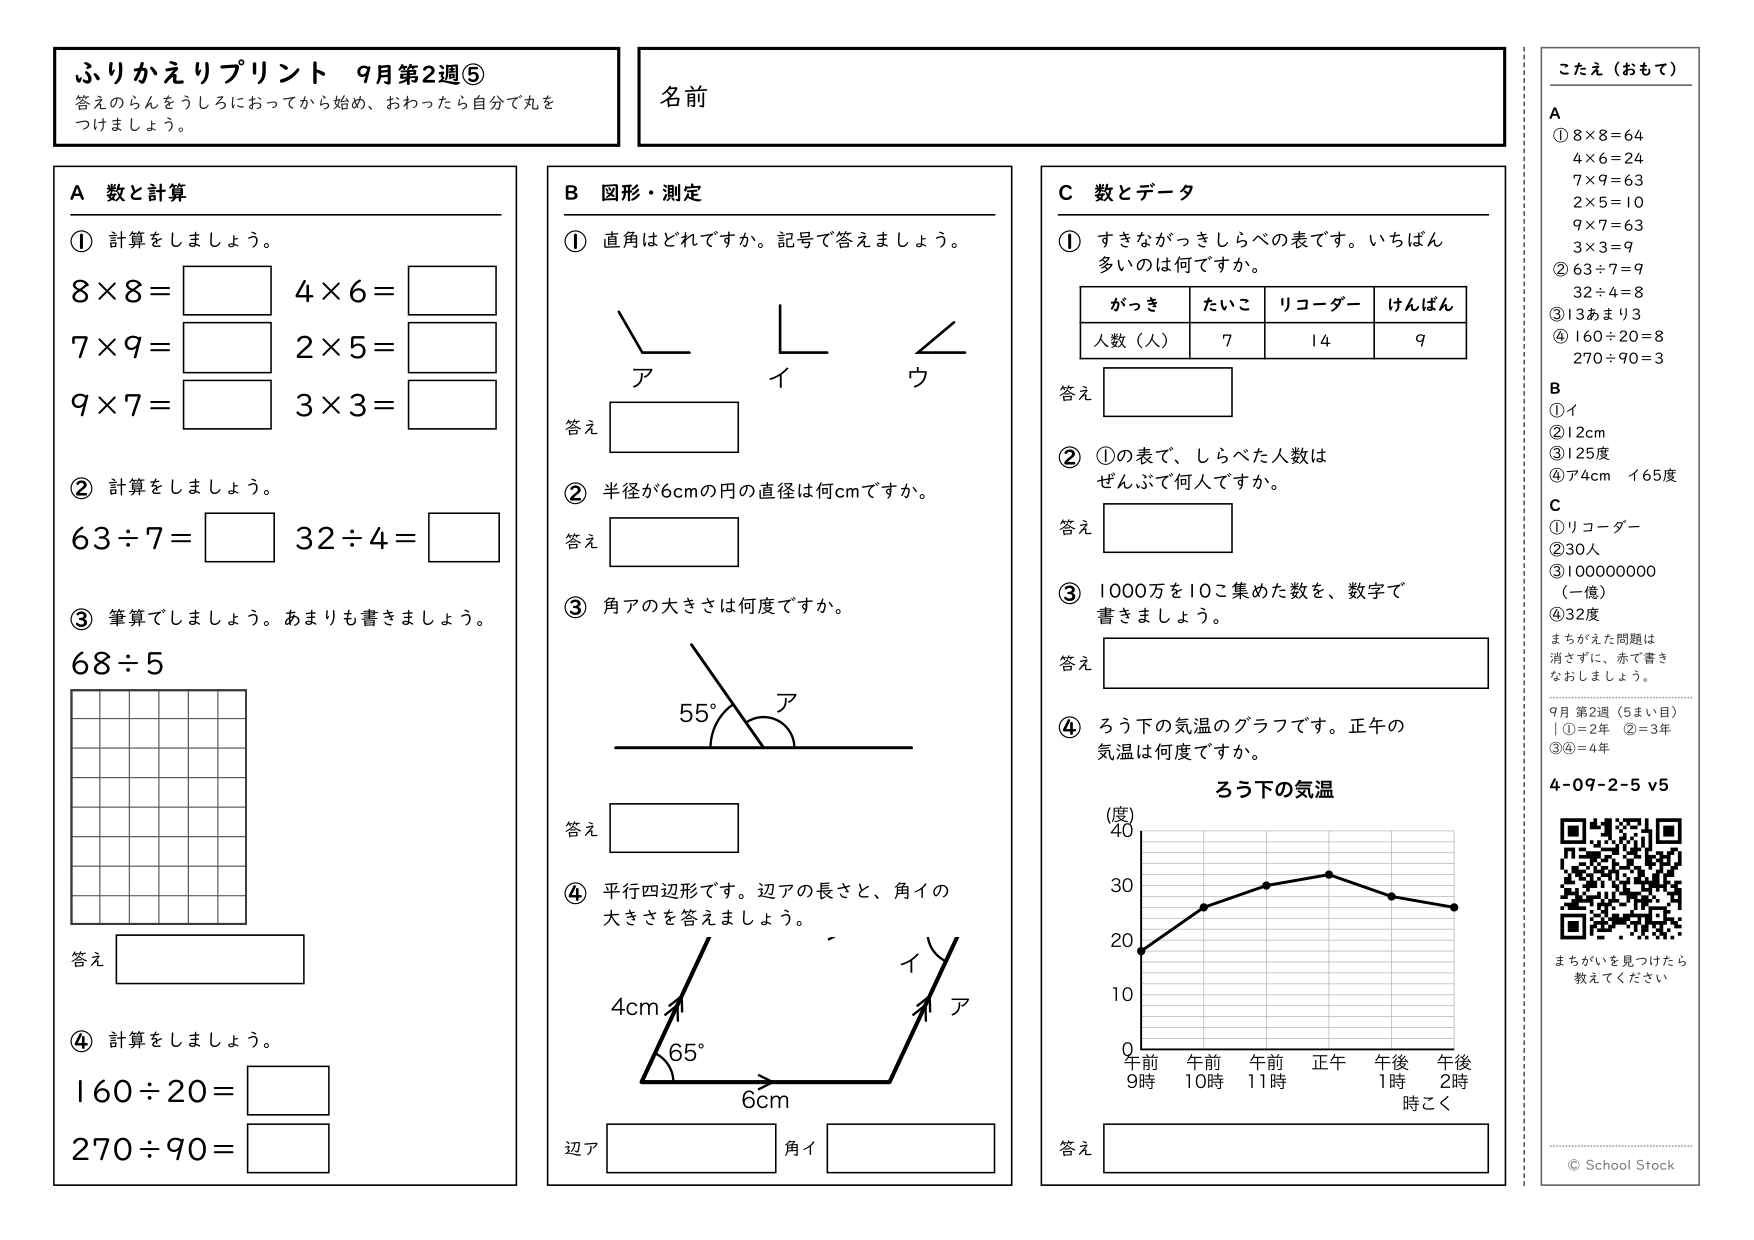 ふりかえりプリント　9月第2週⑤
答えのらんをうしろにおってから始め、おわったら自分で丸を
つけましょう。
名前
A　数と計算
① 計算をしましょう。
8×8=　4×6=
7×9=　2×5=
9×7=　3×3=
② 計算をしましょう。
63÷7=　32÷4=
③ 筆算でしましょう。あまりも書きましょう。
68÷5
答え
④ 計算をしましょう。
160÷20=
270÷90=
B　図形・測定
① 直角はどれですか。記号で答えましょう。
ア　イ　ウ
答え
② 半径が6cmの円の直径は何cmですか。
答え
③ 角アの大きさは何度ですか。
55°　ア
答え
④ 平行四辺形です。辺アの長さと、角イの
大きさを答えましょう。
イ
4cm　ア
65°
6cm
辺ア　角イ
C　数とデータ
① すきながっきしらべの表です。いちばん
多いのは何ですか。
がっき　たいこ　リコーダー　けんばん
人数（人）　7　14　9
答え
② ①の表で、しらべた人数は
ぜんぶで何人ですか。
答え
③ 1000万を10こ集めた数を、数字で
書きましょう。
答え
④ ろう下の気温のグラフです。正午の
気温は何度ですか。
ろう下の気温
(度)
40
30
20
10
0
午前　午前　午前　正午　午後　午後
9時　10時　11時　1時　2時
時こく
答え
こたえ（おもて）
A
① 8×8=64
4×6=24
7×9=63
2×5=10
9×7=63
3×3=9
② 63÷7=9
32÷4=8
③13あまり3
④ 160÷20=8
270÷90=3
B
①イ
②12cm
③125度
④ア4cm　イ65度
C
①リコーダー
②30人
③100000000
（一億）
④32度
まちがえた問題は
消さずに、赤で書き
なおしましょう。
9月 第2週（5まい目）
｜①=2年　②=3年
③④=4年
4-09-2-5 v5
まちがいを見つけたら
教えてください
© School Stock